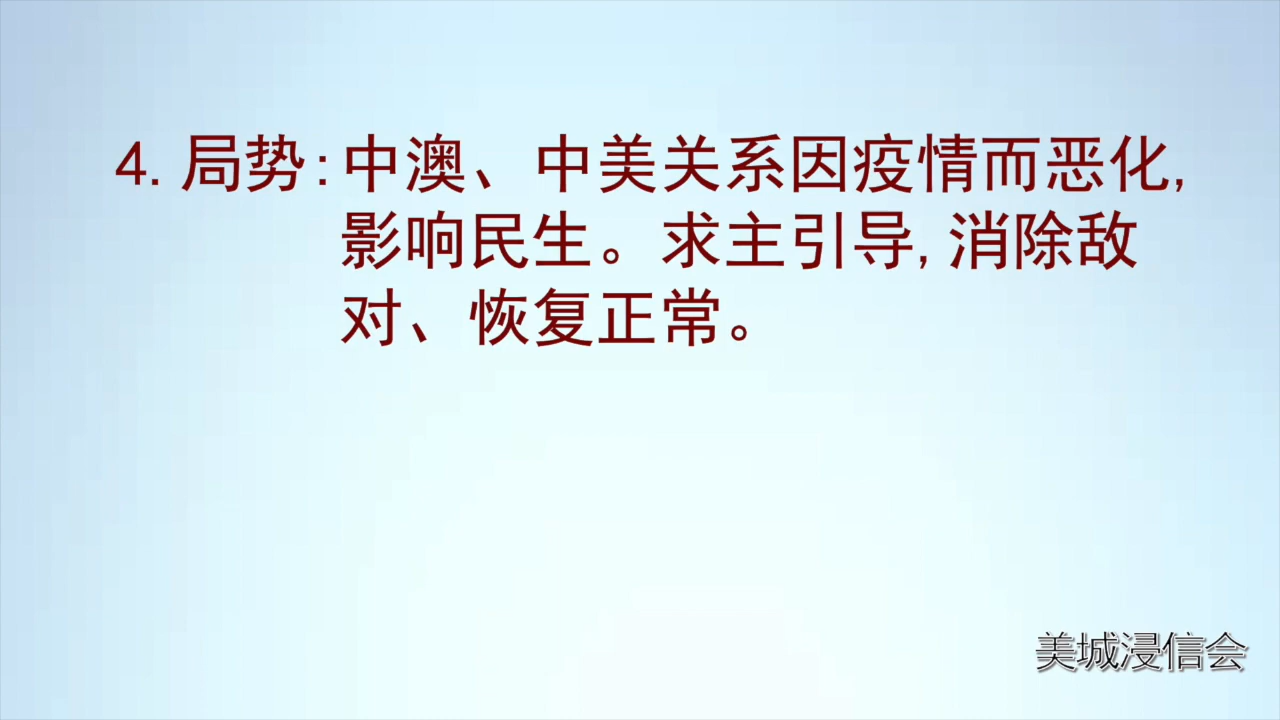 4.局势:中澳、中美关系因疫情而恶化,
影响民生。求主引导,消除敌
对、恢复正常。
美城浸信会